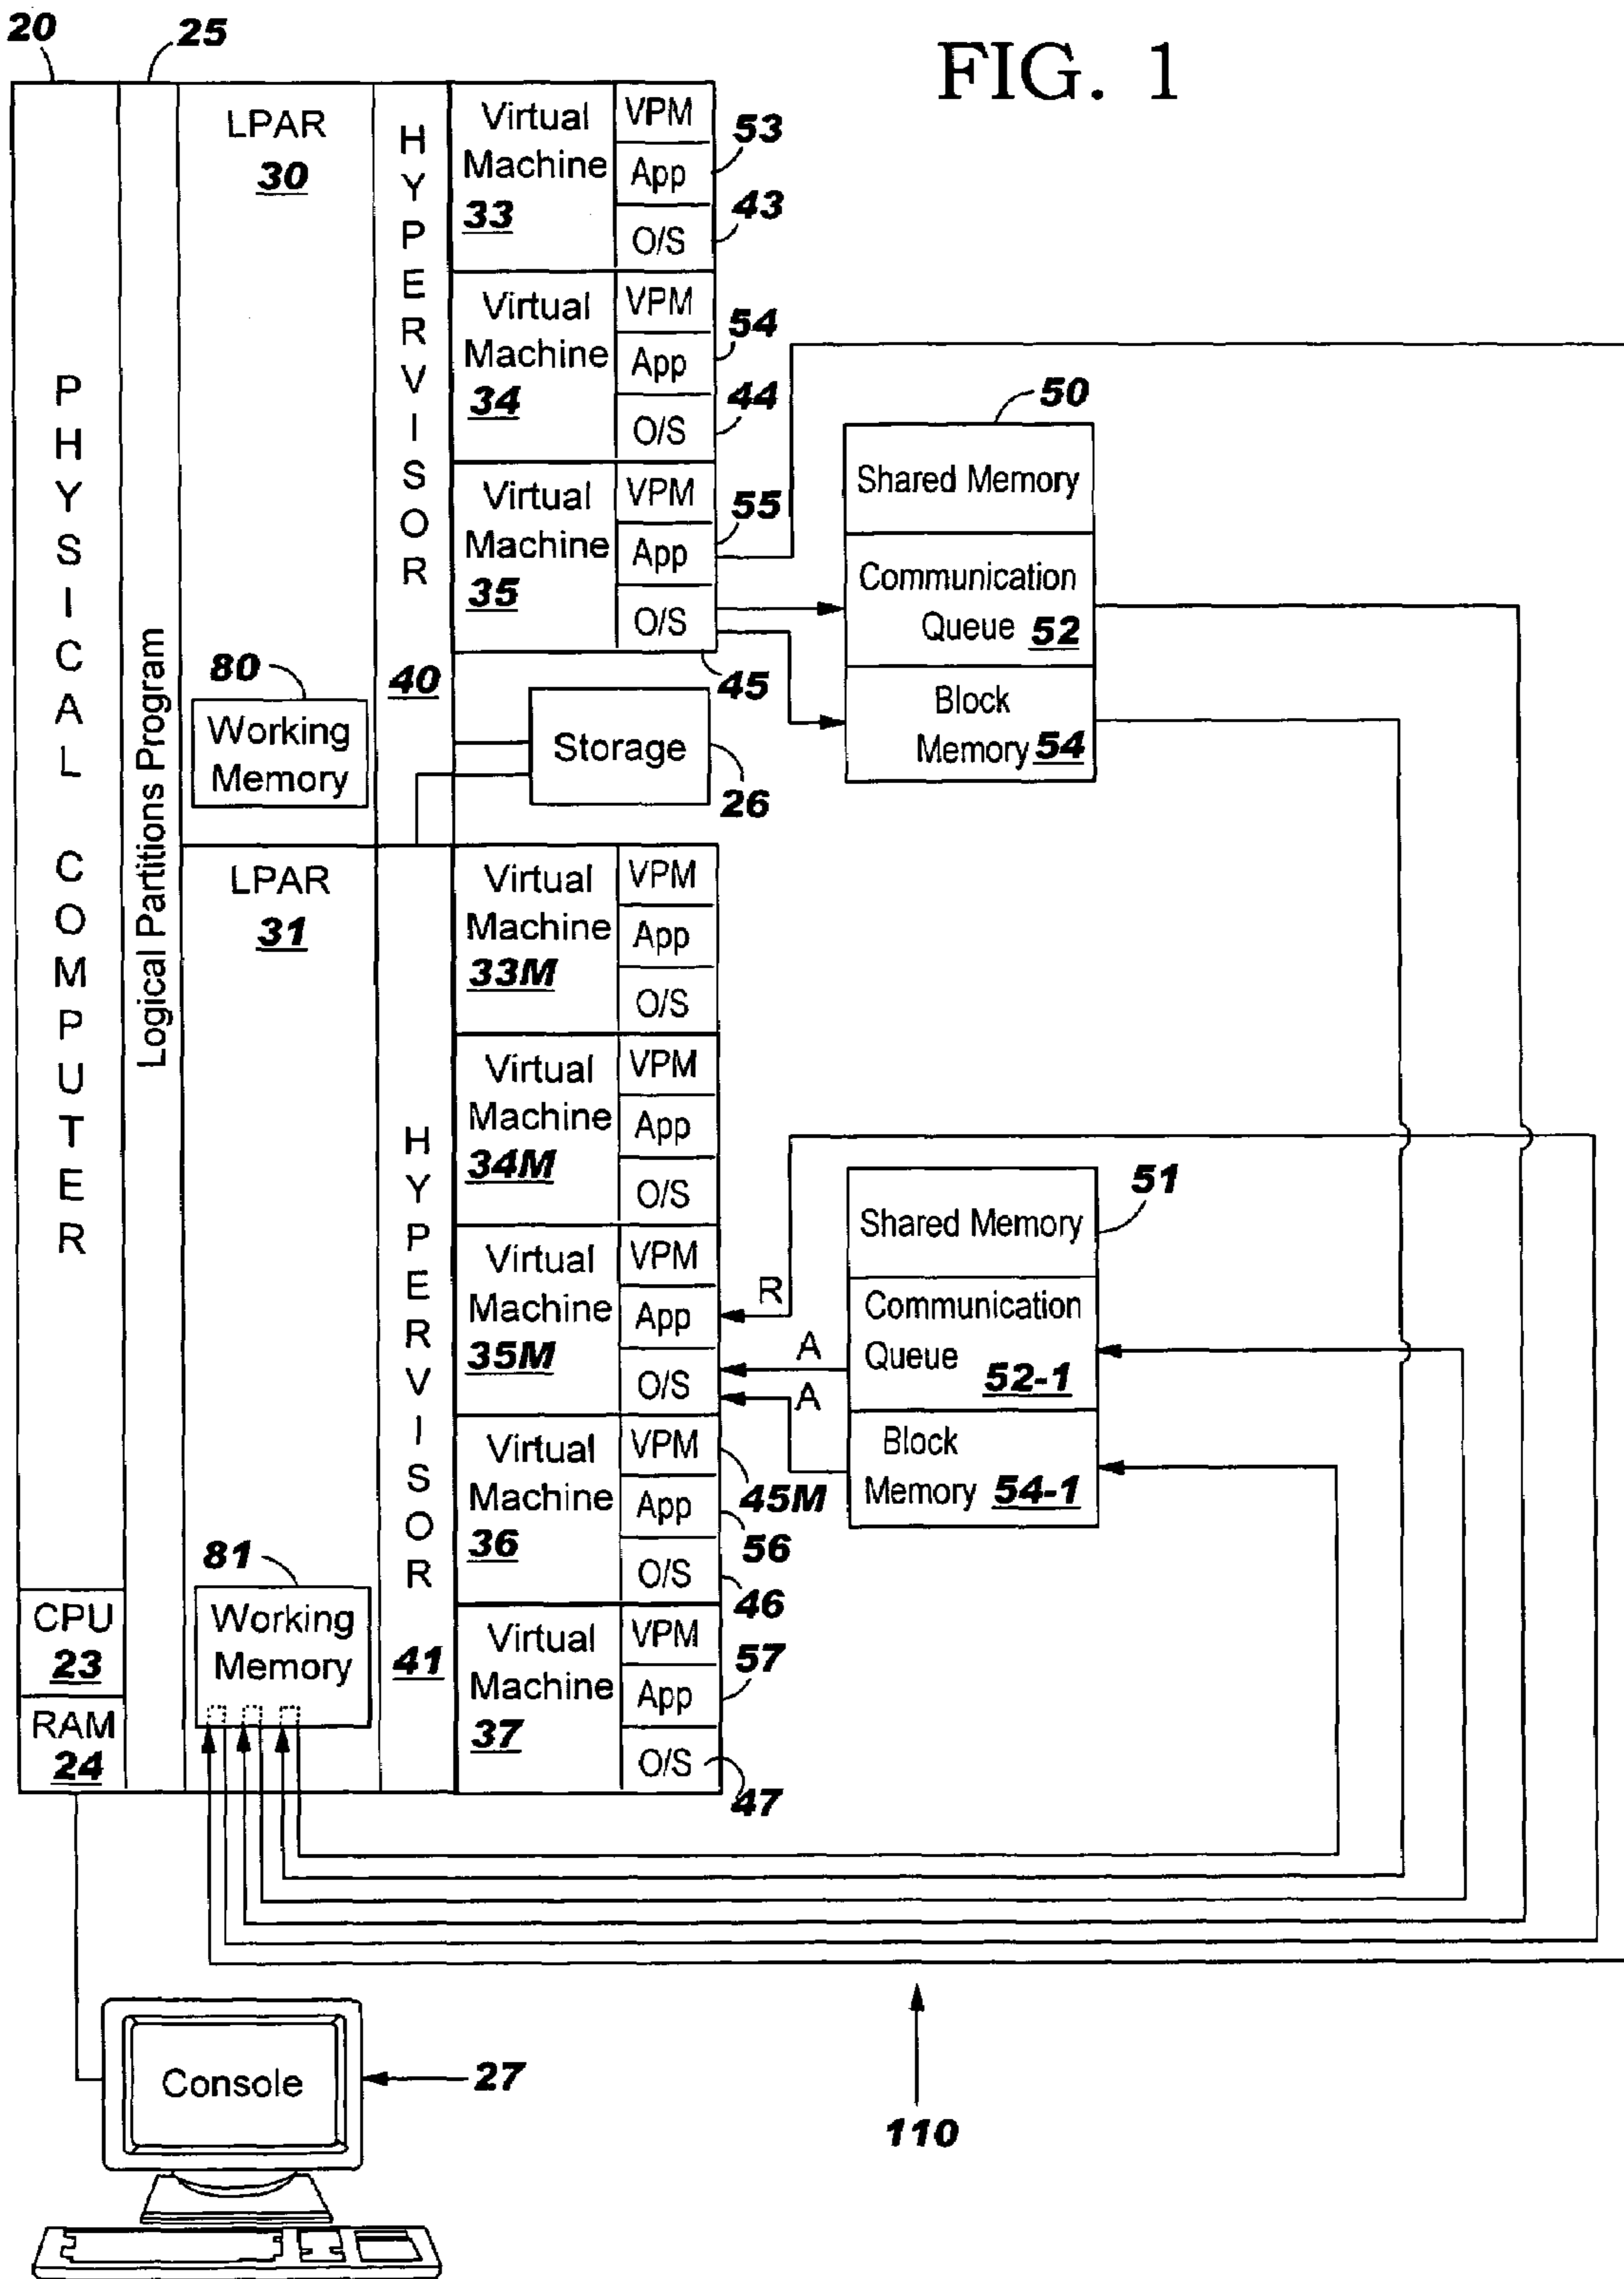 FIG. 1
20
25
PHYSICAL COMPUTER
CPU
23
RAM
24
Logical Partitions Program
LPAR
30
80
Working
Memory
HYPERVISOR
40
Virtual
Machine
33
VPM
App
O/S
53
43
Virtual
Machine
34
VPM
App
O/S
54
44
Virtual
Machine
35
VPM
App
O/S
55
45
Storage
26
50
Shared Memory
Communication
Queue 52
Block
Memory 54
LPAR
31
81
Working
Memory
HYPERVISOR
41
Virtual
Machine
33M
VPM
App
O/S
Virtual
Machine
34M
VPM
App
O/S
Virtual
Machine
35M
VPM
App
O/S
R
A
A
Virtual
Machine
36
VPM
App
O/S
45M
56
46
Virtual
Machine
37
VPM
App
O/S
57
47
51
Shared Memory
Communication
Queue 52-1
Block
Memory 54-1
Console
27
110